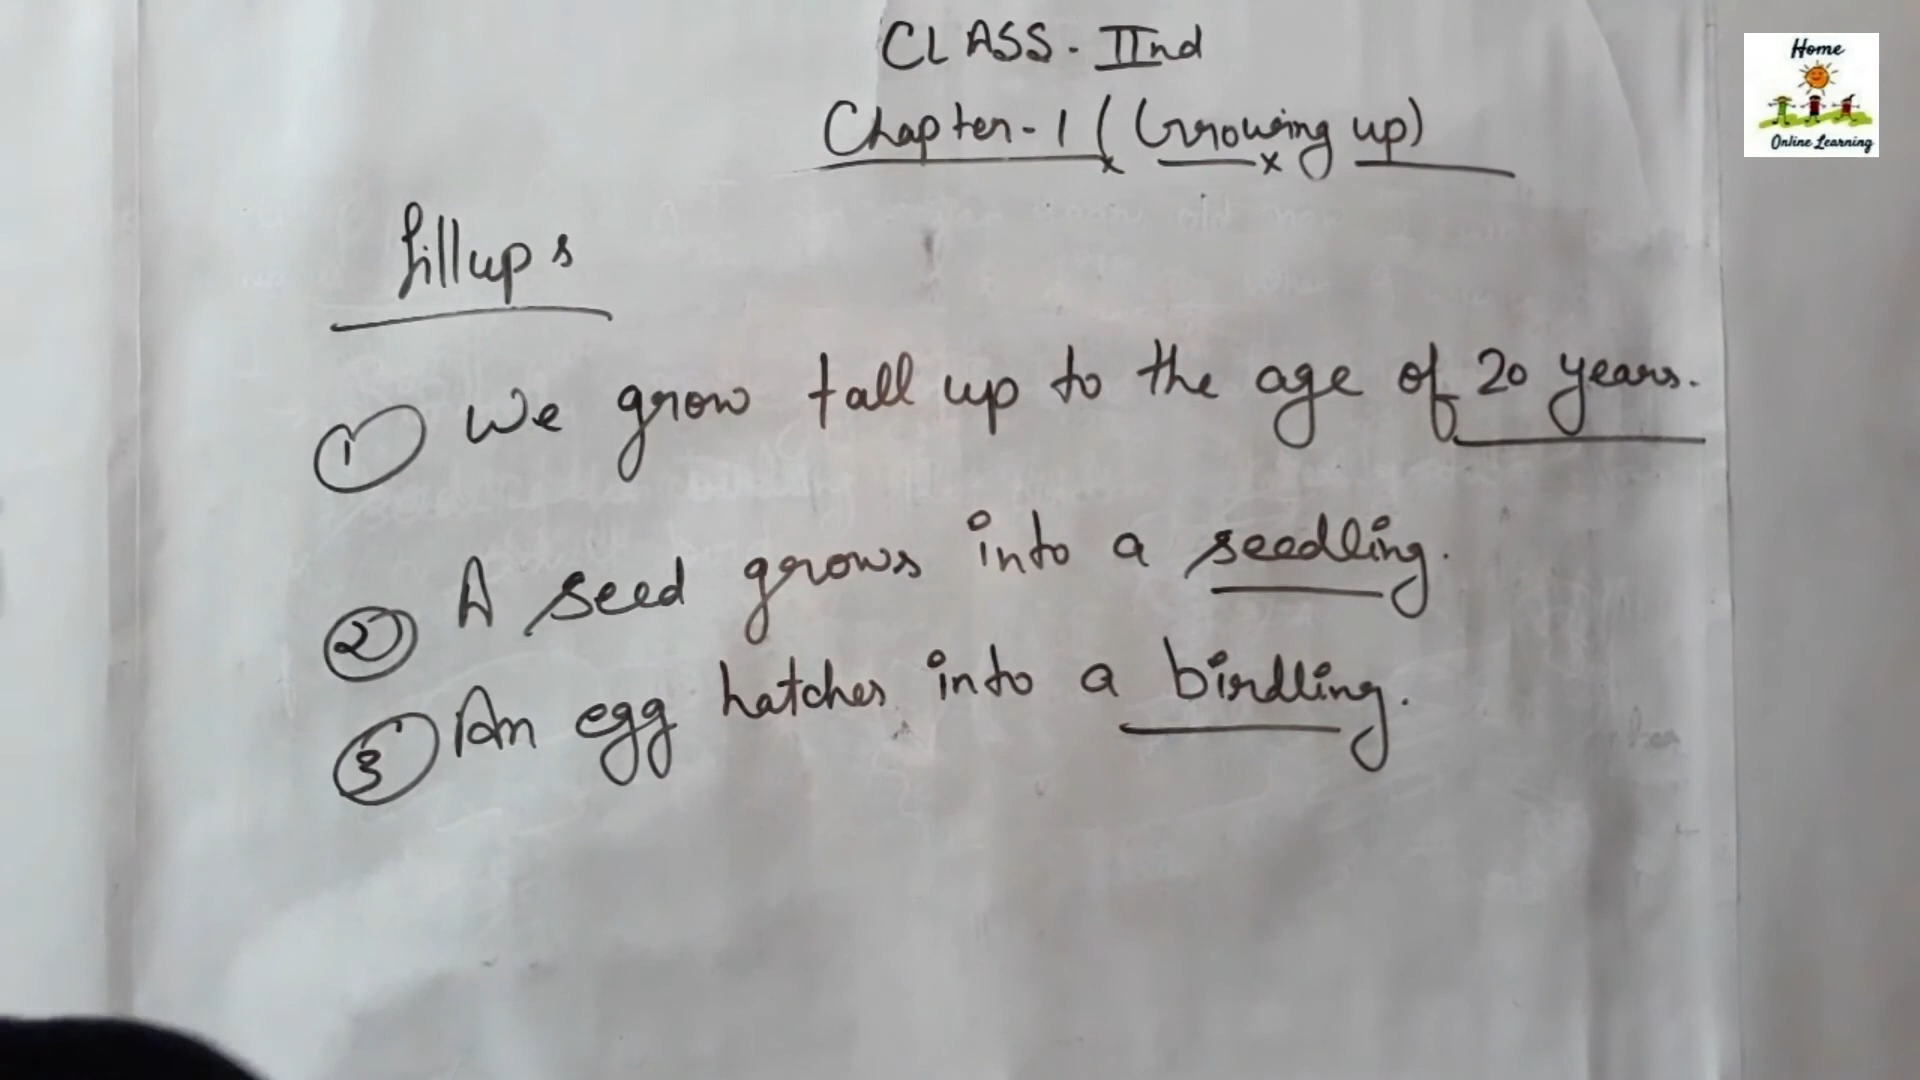 CLASS - IInd
Home
Online Learning
Chapter-1 (Growing up)
fillups
① We grow tall up to the age of 20 years.
② A seed grows into a seedling.
③ An egg hatches into a birdling.